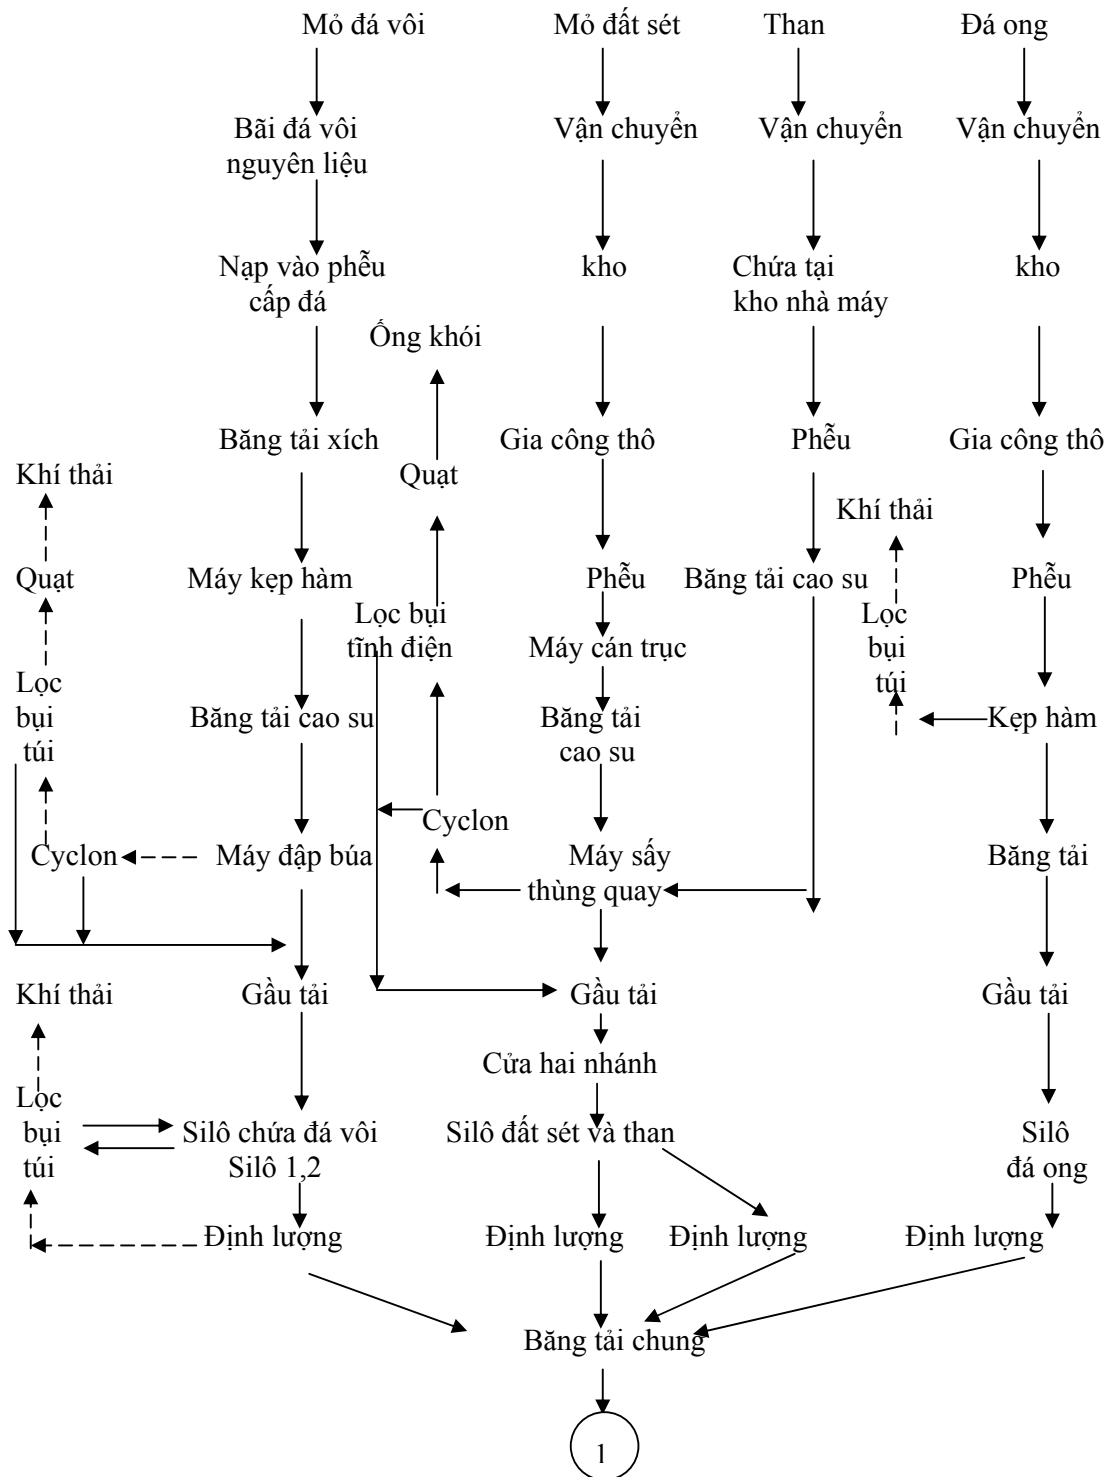 Mỏ đá vôi
Mỏ đất sét
Than
Đá ong
Bãi đá vôi
nguyên liệu
Vận chuyển
Vận chuyển
Vận chuyển
Nạp vào phễu
cấp đá
kho
Chứa tại
kho nhà máy
kho
Ống khói
Băng tải xích
Gia công thô
Phễu
Gia công thô
Khí thải
Quạt
Khí thải
Quạt
Máy kẹp hàm
Phễu
Băng tải cao su
Phễu
Lọc bụi
tĩnh điện
Máy cán trục
Lọc
bụi
túi
Lọc
bụi
túi
Băng tải cao su
Băng tải
cao su
Kẹp hàm
Cyclon
Cyclon
Máy đập búa
Máy sấy
thùng quay
Băng tải
Khí thải
Gầu tải
Gầu tải
Gầu tải
Cửa hai nhánh
Lọc
bụi
túi
Silô chứa đá vôi
Silô 1,2
Silô đất sét và than
Silô
đá ong
Định lượng
Định lượng
Định lượng
Định lượng
Băng tải chung
1